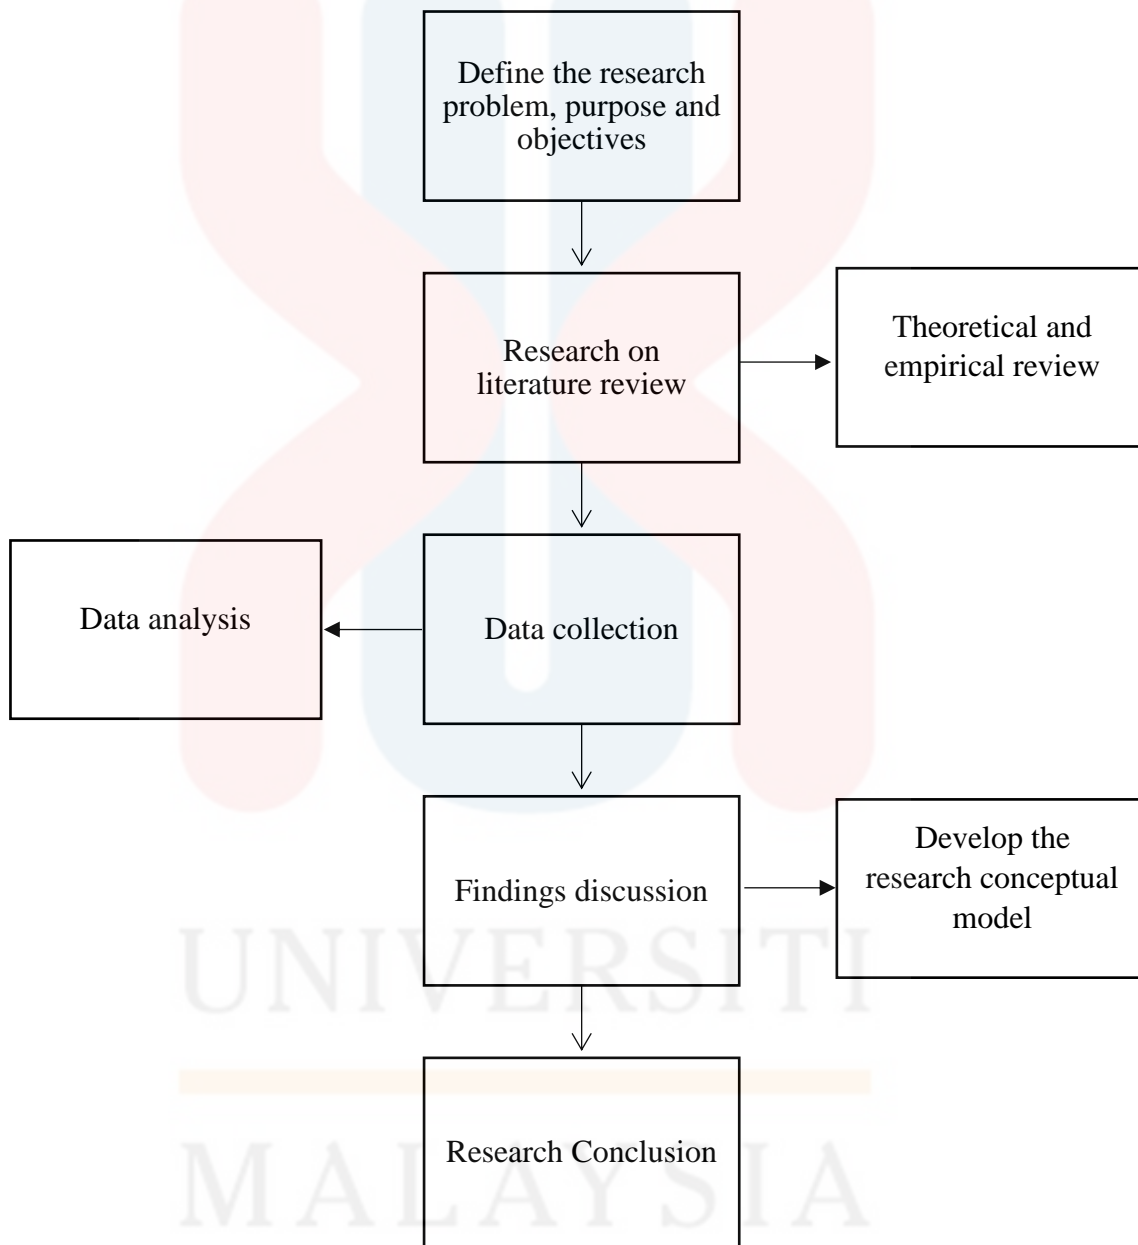 Define the research
problem, purpose and
objectives
Research on
literature review
Theoretical and
empirical review
Data analysis
Data collection
Findings discussion
Develop the
research conceptual
model
UNIVERSITI
Research Conclusion
MALAYSIA